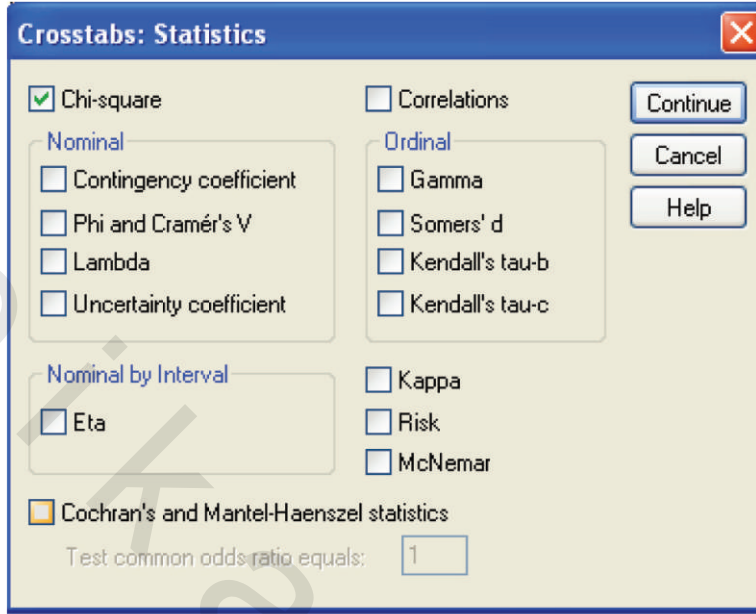 Crosstabs: Statistics
Chi-square
Correlations
Continue
Nominal
Ordinal
Cancel
Contingency coefficient
Gamma
Help
Phi and Cramér's V
Somers' d
Lambda
Kendall's tau-b
Uncertainty coefficient
Kendall's tau-c
Nominal by Interval
Kappa
Eta
Risk
McNemar
Cochran's and Mantel-Haenszel statistics
Test common odds ratio equals: 1